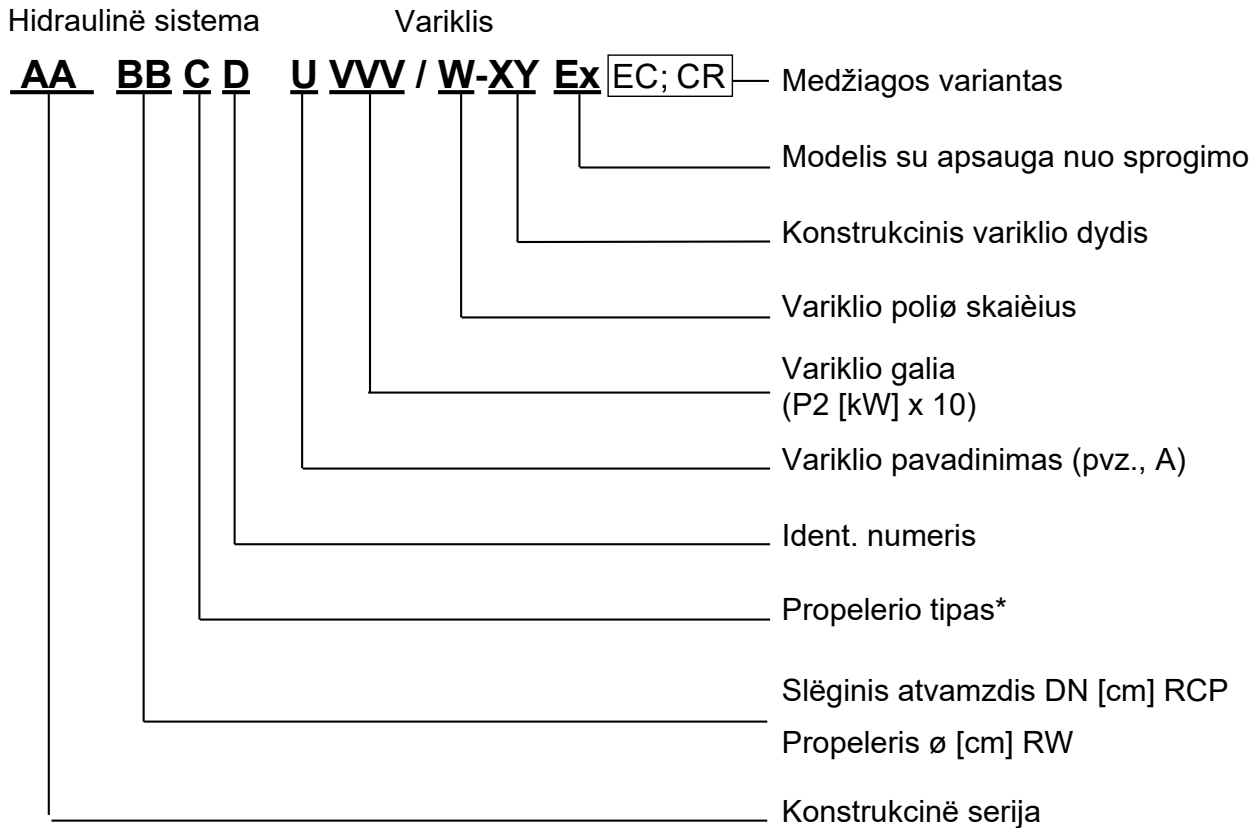 Hidraulinë sistema Variklis
AA BB C D U VVV / W-XY Ex EC; CR Medžiagos variantas
Modelis su apsauga nuo sprogimo
Konstrukcinis variklio dydis
Variklio poliø skaièius
Variklio galia
(P2 [kW] x 10)
Variklio pavadinimas (pvz., A)
Ident. numeris
Propelerio tipas*
Slëginis atvamzdis DN [cm] RCP
Propeleris ø [cm] RW
Konstrukcinë serija